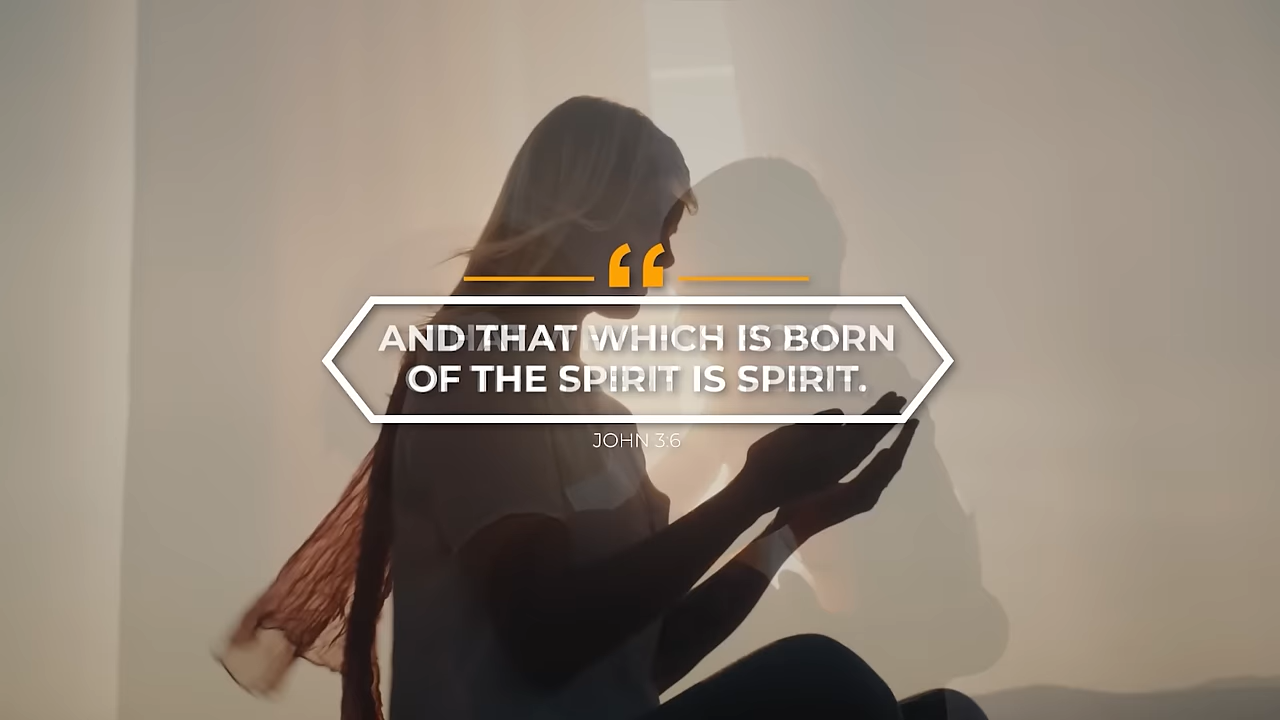 AND THAT WHICH IS BORN
OF THE SPIRIT IS SPIRIT.
JOHN 3:6